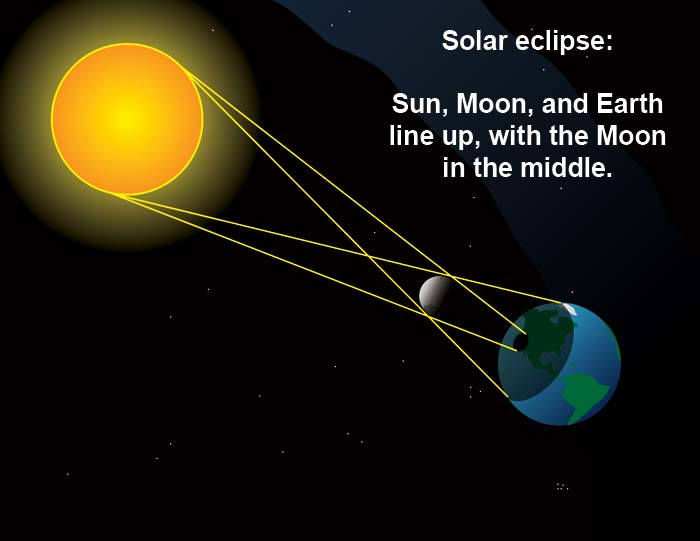 Solar eclipse:
Sun, Moon, and Earth
line up, with the Moon
in the middle.